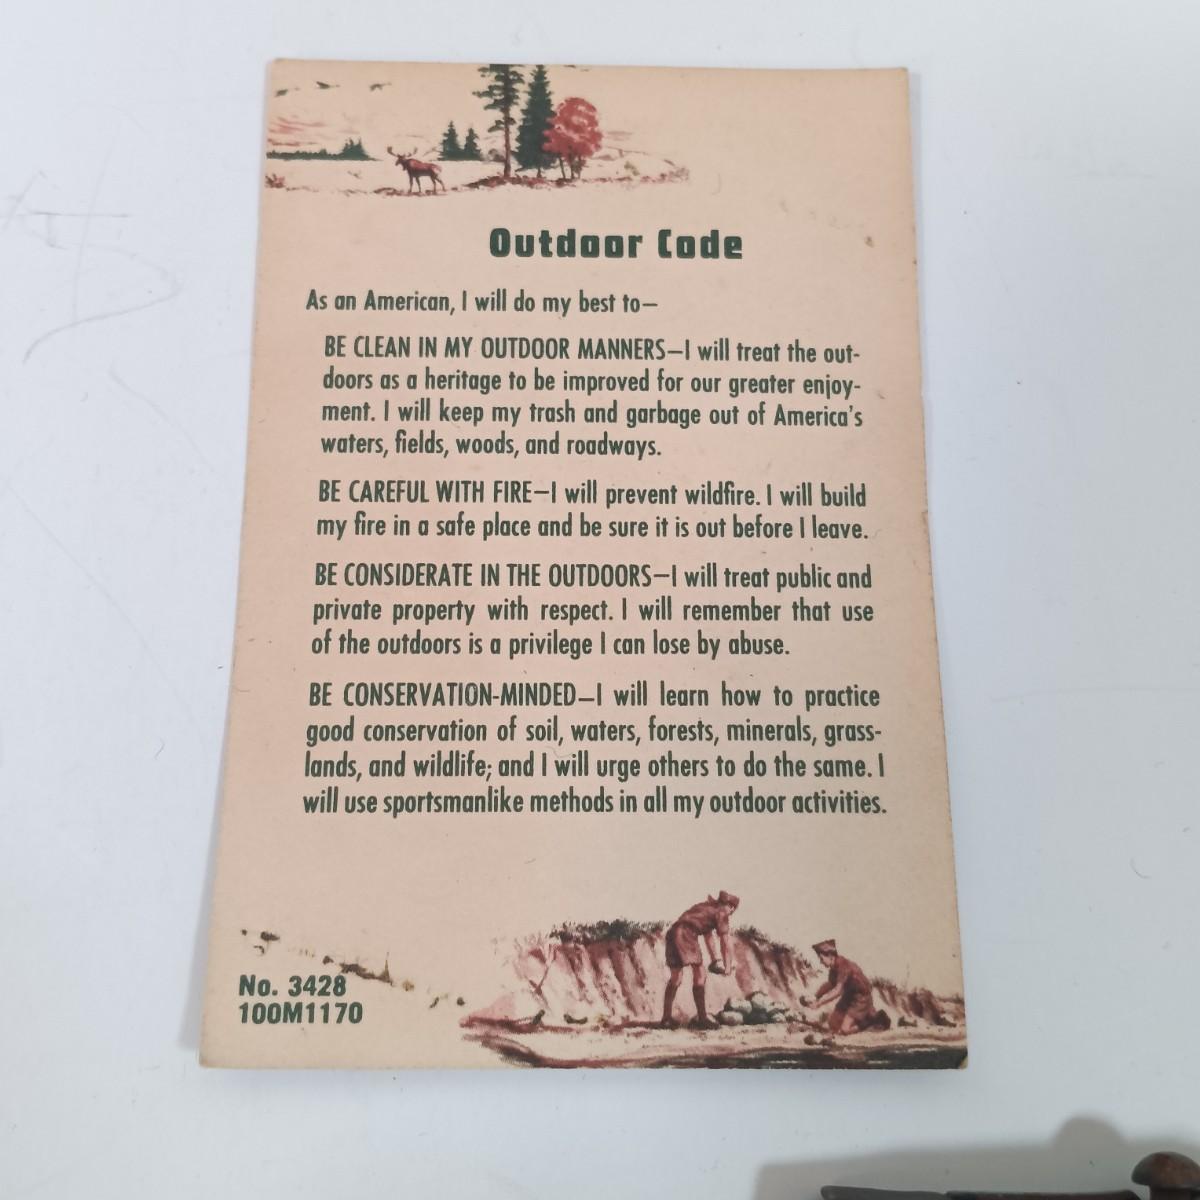 Outdoor Code
As an American, I will do my best to—
BE CLEAN IN MY OUTDOOR MANNERS—I will treat the out-
doors as a heritage to be improved for our greater enjoy-
ment. I will keep my trash and garbage out of America's
waters, fields, woods, and roadways.
BE CAREFUL WITH FIRE—I will prevent wildfire. I will build
my fire in a safe place and be sure it is out before I leave.
BE CONSIDERATE IN THE OUTDOORS—I will treat public and
private property with respect. I will remember that use
of the outdoors is a privilege I can lose by abuse.
BE CONSERVATION-MINDED—I will learn how to practice
good conservation of soil, waters, forests, minerals, grass-
lands, and wildlife; and I will urge others to do the same. I
will use sportsmanlike methods in all my outdoor activities.
No. 3428
100M1170